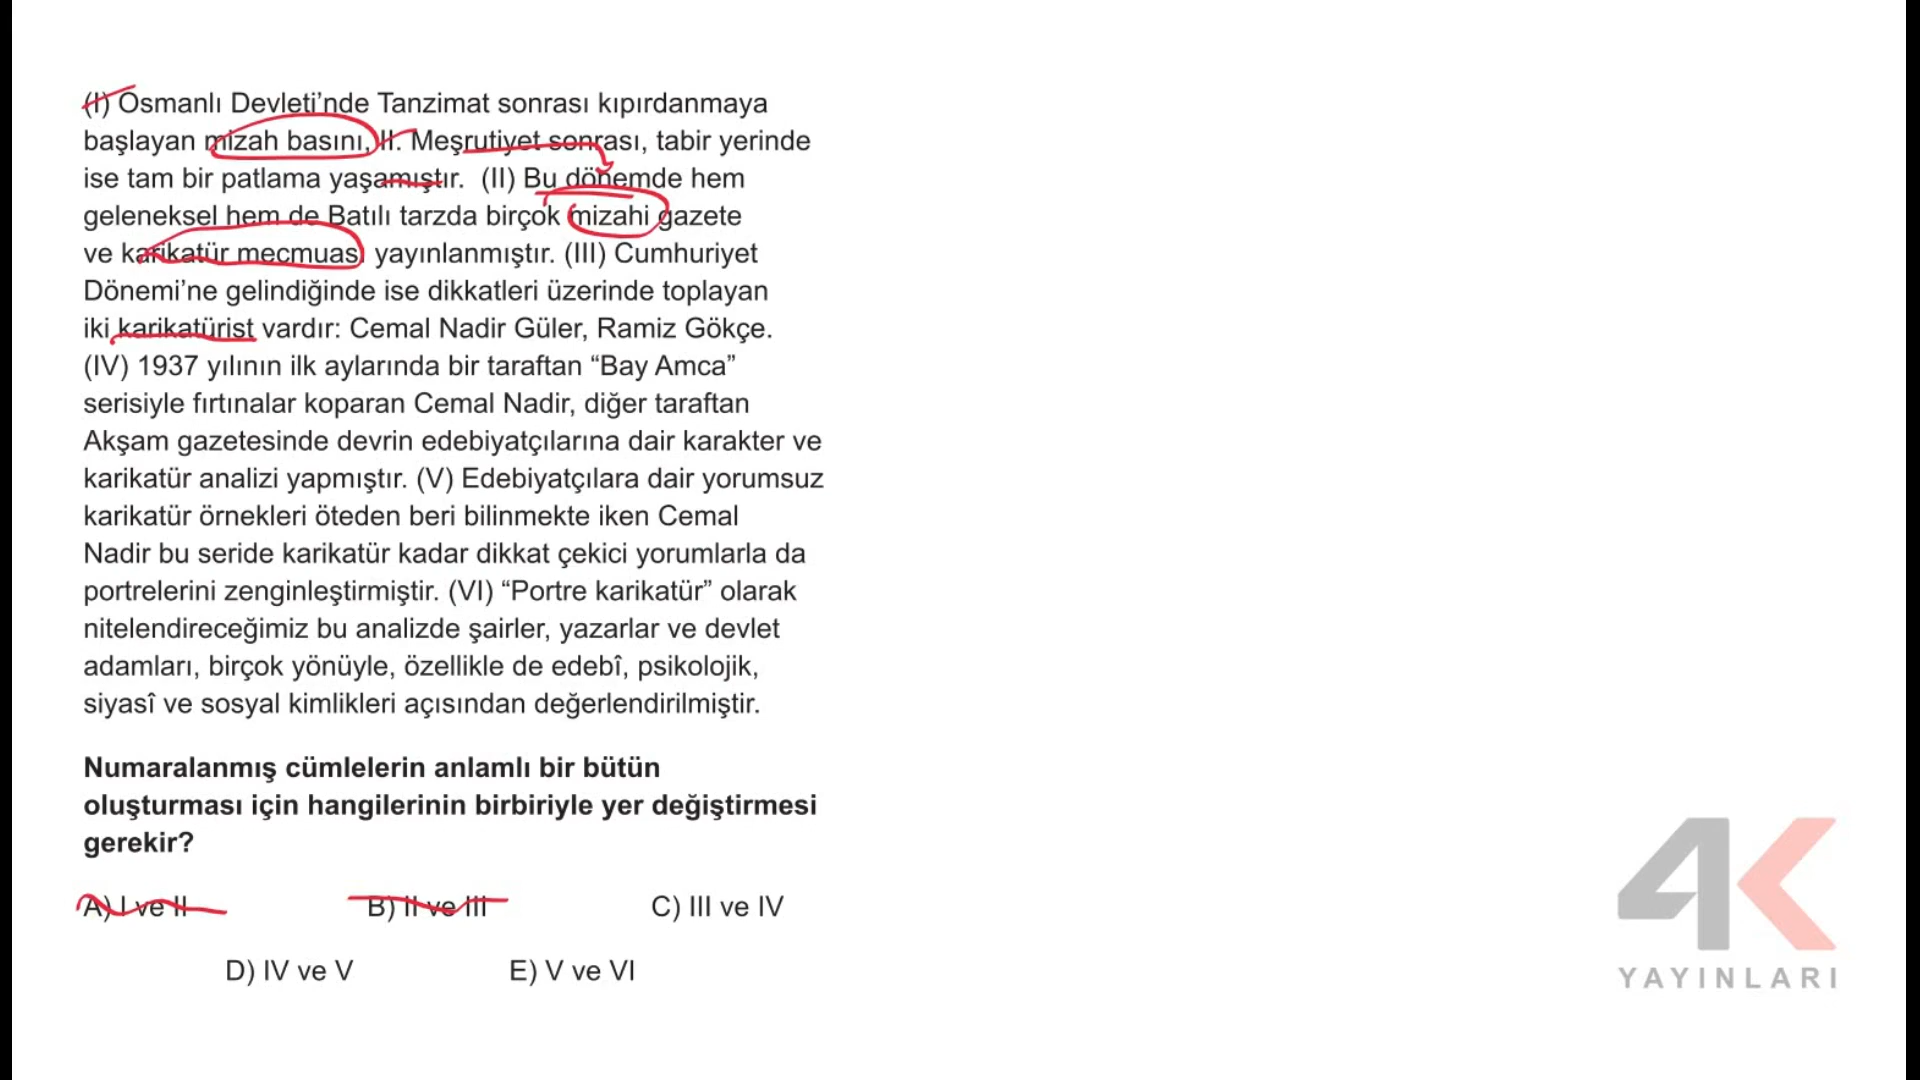 (I) Osmanlı Devleti’nde Tanzimat sonrası kıpırdanmaya
başlayan mizah basını, II. Meşrutiyet sonrası, tabir yerinde
ise tam bir patlama yaşamıştır. (II) Bu dönemde hem
geleneksel hem de Batılı tarzda birçok mizahi gazete
ve karikatür mecmuası yayınlanmıştır. (III) Cumhuriyet
Dönemi’ne gelindiğinde ise dikkatleri üzerinde toplayan
iki karikatürist vardır: Cemal Nadir Güler, Ramiz Gökçe.
(IV) 1937 yılının ilk aylarında bir taraftan “Bay Amca”
serisiyle fırtınalar koparan Cemal Nadir, diğer taraftan
Akşam gazetesinde devrin edebiyatçılarına dair karakter ve
karikatür analizi yapmıştır. (V) Edebiyatçılara dair yorumsuz
karikatür örnekleri öteden beri bilinmekte iken Cemal
Nadir bu seride karikatür kadar dikkat çekici yorumlarla da
portrelerini zenginleştirmiştir. (VI) “Portre karikatür” olarak
nitelendireceğimiz bu analizde şairler, yazarlar ve devlet
adamları, birçok yönüyle, özellikle de edebî, psikolojik,
siyasî ve sosyal kimlikleri açısından değerlendirilmiştir.
Numaralanmış cümlelerin anlamlı bir bütün
oluşturması için hangilerinin birbiriyle yer değiştirmesi
gerekir?
A) I ve II B) II ve III C) III ve IV
D) IV ve V E) V ve VI
4K
YAYINLARI